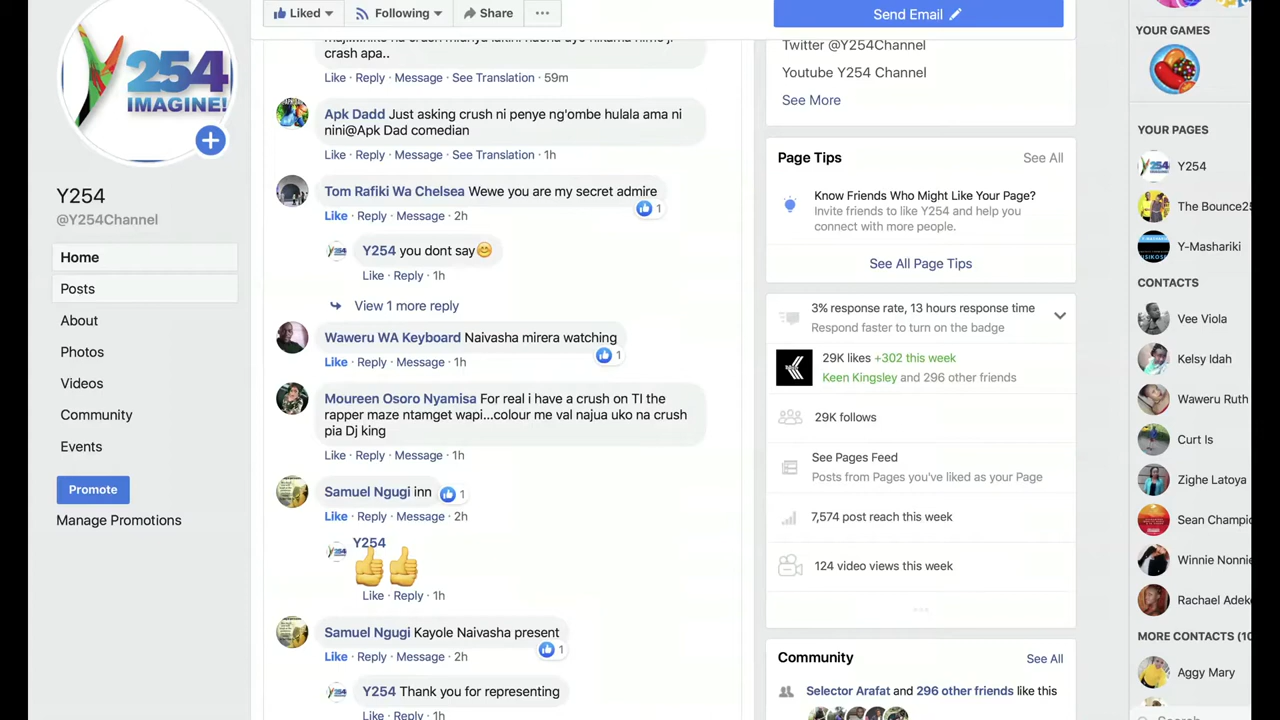 Liked
Following
Share
Send Email
254
IMAGINE!
Y254
@Y254Channel
Home
Posts
About
Photos
Videos
Community
Events
Promote
Manage Promotions
crash apa..
Like · Reply · Message · See Translation · 59m
Apk Dadd Just asking crush ni penye ng'ombe hulala ama ni
nini@Apk Dad comedian
Like · Reply · Message · See Translation · 1h
Tom Rafiki Wa Chelsea Wewe you are my secret admire
1
Like · Reply · Message · 2h
Y254 you dont say😊
Like · Reply · 1h
View 1 more reply
Waweru WA Keyboard Naivasha mirera watching
1
Like · Reply · Message · 1h
Moureen Osoro Nyamisa For real i have a crush on TI the
rapper maze ntamget wapi...colour me val najua uko na crush
pia Dj king
Like · Reply · Message · 1h
Samuel Ngugi inn
1
Like · Reply · Message · 2h
Y254
👍👍
Like · Reply · 1h
Samuel Ngugi Kayole Naivasha present
1
Like · Reply · Message · 2h
Y254 Thank you for representing
Like · Reply · 1h
Twitter @Y254Channel
Youtube Y254 Channel
See More
Page Tips
See All
Know Friends Who Might Like Your Page?
Invite friends to like Y254 and help you
connect with more people.
See All Page Tips
3% response rate, 13 hours response time
Respond faster to turn on the badge
29K likes +302 this week
Keen Kingsley and 296 other friends
29K follows
See Pages Feed
Posts from Pages you've liked as your Page
7,574 post reach this week
124 video views this week
Community
See All
Selector Arafat and 296 other friends like this
YOUR GAMES
YOUR PAGES
Y254
The Bounce25
Y-Mashariki
CONTACTS
Vee Viola
Kelsy Idah
Waweru Ruth
Curt Is
Zighe Latoya
Sean Champi
Winnie Nonni
Rachael Adek
MORE CONTACTS (10
Aggy Mary
Search